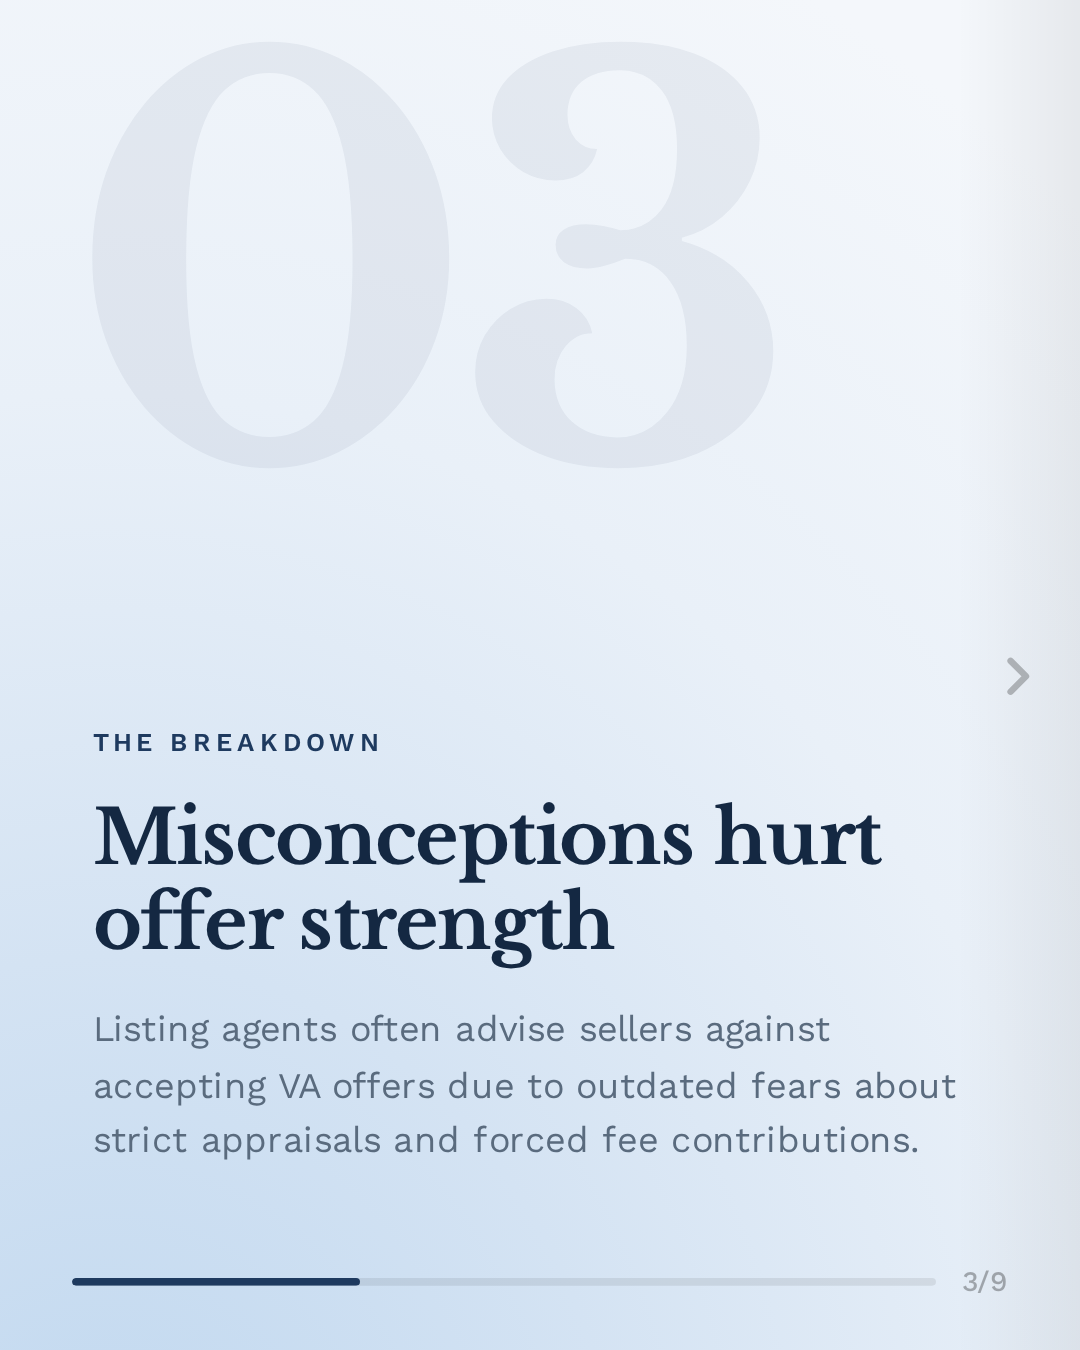 03
THE BREAKDOWN
Misconceptions hurt
offer strength
Listing agents often advise sellers against
accepting VA offers due to outdated fears about
strict appraisals and forced fee contributions.
3/9